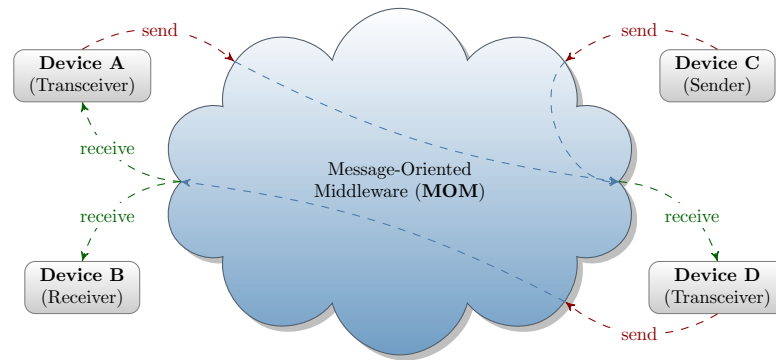 send
send
Device A
(Transceiver)
Device C
(Sender)
receive
Message-Oriented
Middleware (MOM)
receive
receive
Device B
(Receiver)
Device D
(Transceiver)
send